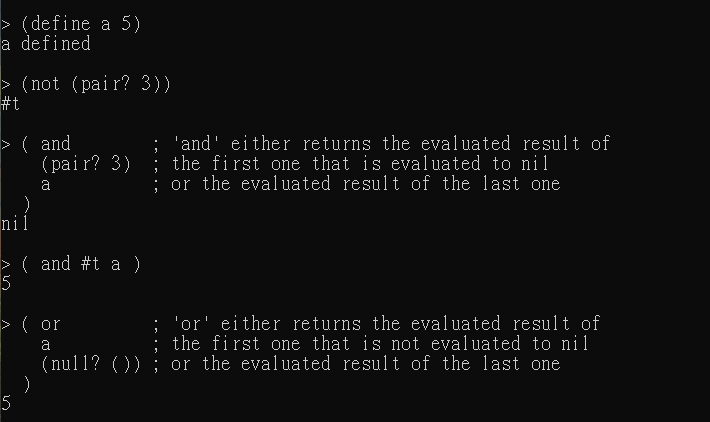 > (define a 5)
a defined
> (not (pair? 3))
#t
> ( and        ; 'and' either returns the evaluated result of
    (pair? 3)  ; the first one that is evaluated to nil
    a          ; or the evaluated result of the last one
  )
nil
> ( and #t a )
5
> ( or         ; 'or' either returns the evaluated result of
    a          ; the first one that is not evaluated to nil
    (null? ()) ; or the evaluated result of the last one
  )
5